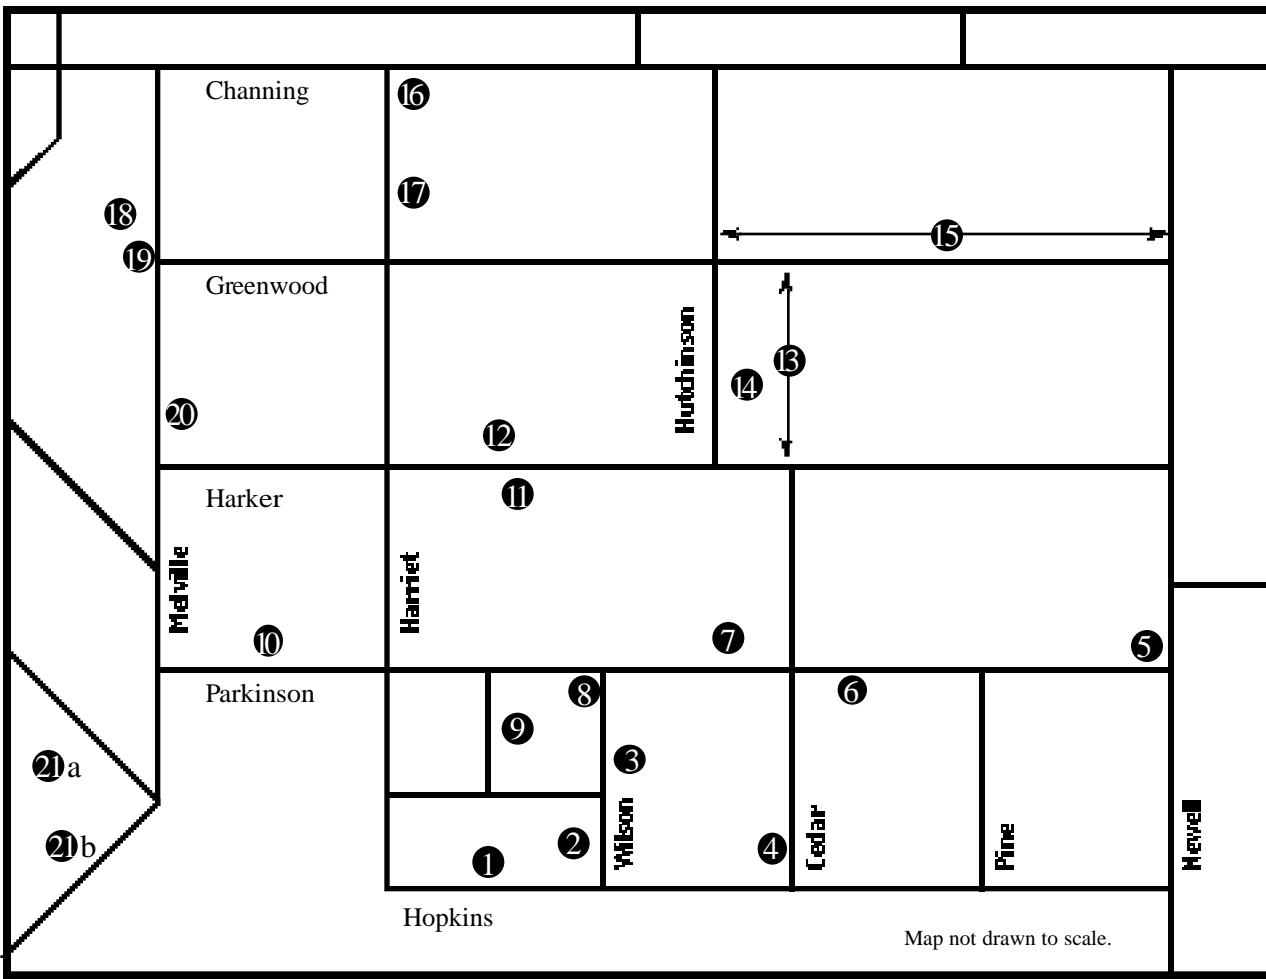 Channing
16
17
18
15
19
Greenwood
Hutchinson
13
14
20
12
11
Harker
Melville
Harriet
10
7
5
Parkinson
8
6
9
3
21a
Wilson
Cedar
Pine
Hewell
21b
2
4
1
Hopkins
Map not drawn to scale.